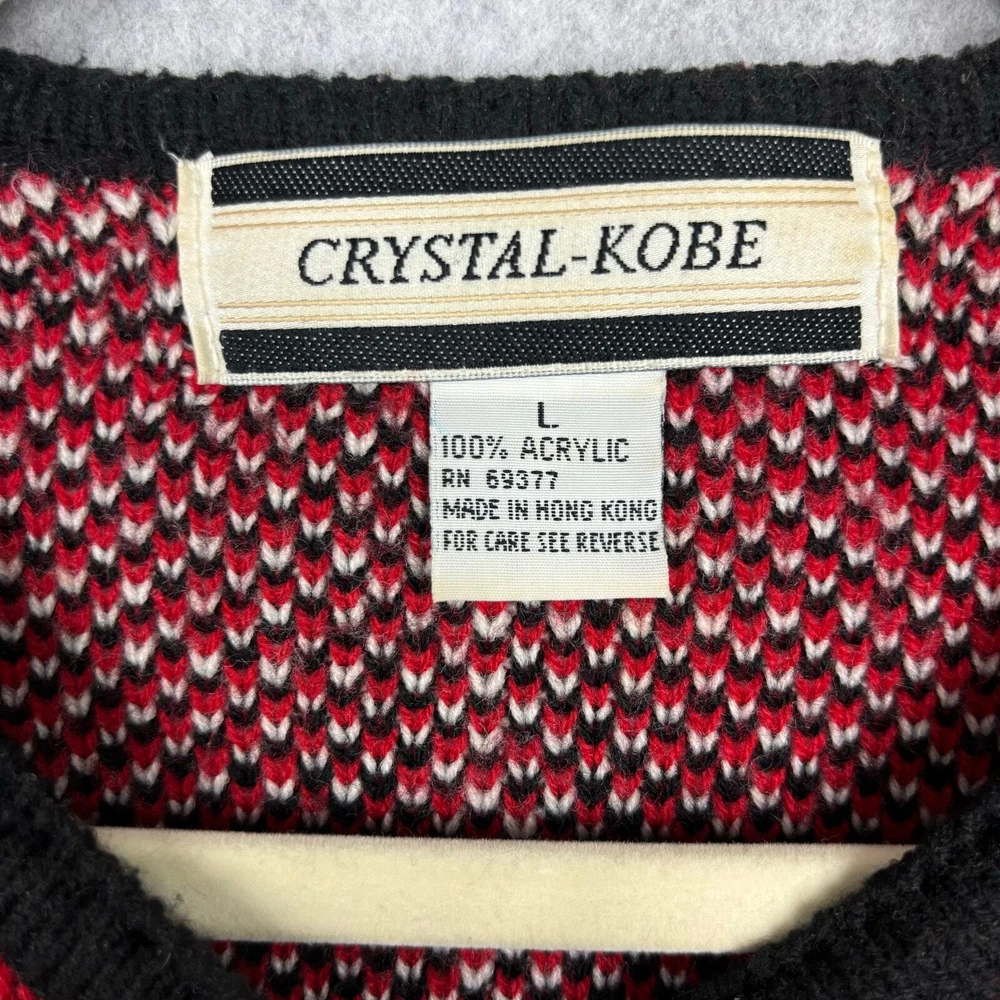 CRYSTAL-KOBE
L
100% ACRYLIC
RN 69377
MADE IN HONG KONG
FOR CARE SEE REVERSE